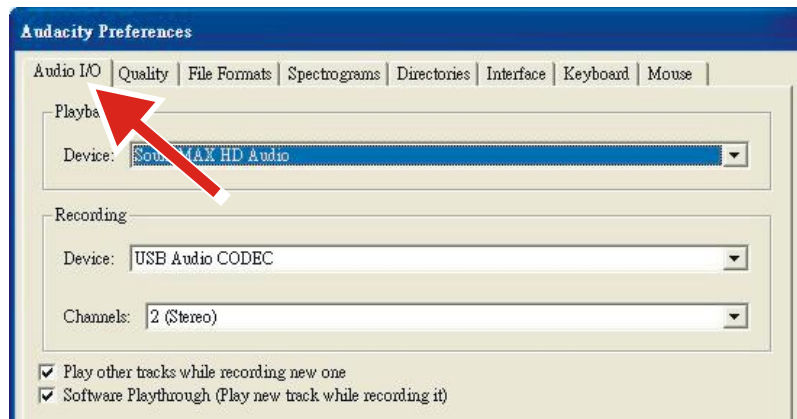 Audacity Preferences
Audio I/O Quality File Formats Spectrograms Directories Interface Keyboard Mouse
Device: MAX HD Audio
Recording
Device: USB Audio CODEC
Channels: 2 (Stereo)
Play other tracks while recording new one
Software Playthrough (Play new track while recording it)